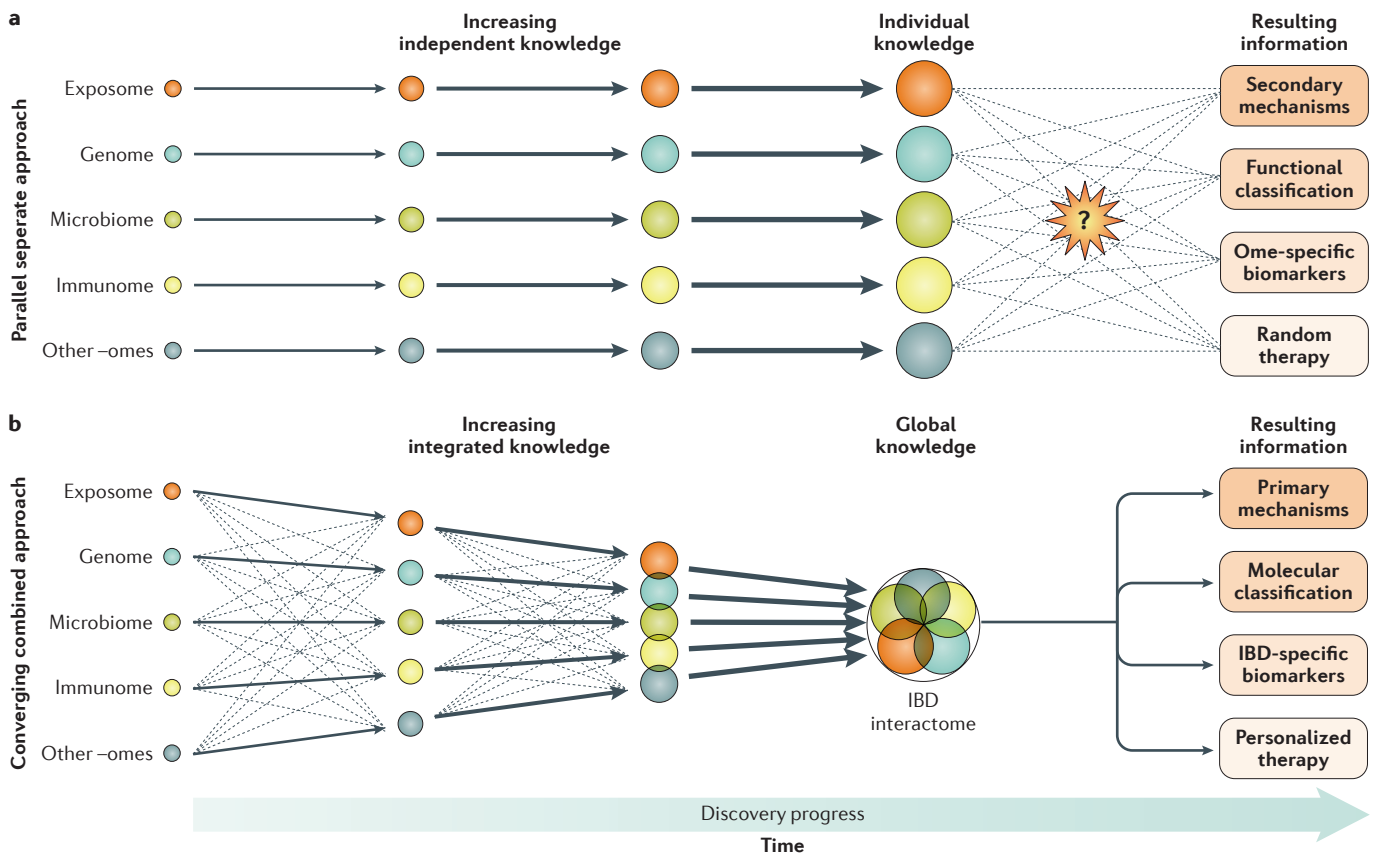 a
Increasing
independent knowledge
Individual
knowledge
Resulting
information
Parallel seperate approach
Exposome
Genome
Microbiome
Immunome
Other –omes
?
Secondary
mechanisms
Functional
classification
Ome-specific
biomarkers
Random
therapy
b
Increasing
integrated knowledge
Global
knowledge
Resulting
information
Converging combined approach
Exposome
Genome
Microbiome
Immunome
Other –omes
IBD
interactome
Primary
mechanisms
Molecular
classification
IBD-specific
biomarkers
Personalized
therapy
Discovery progress
Time